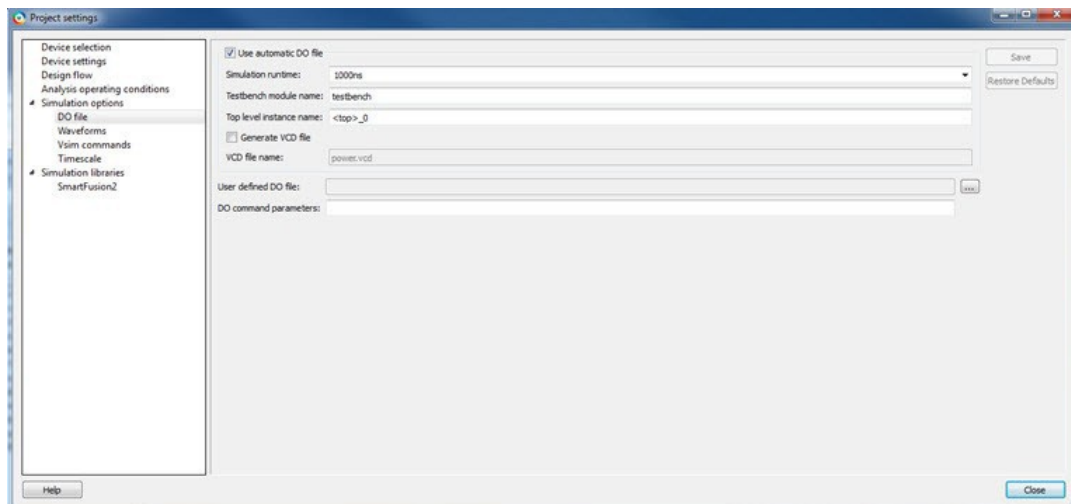 Project settings
Device selection
Device settings
Design flow
Analysis operating conditions
Simulation options
DO file
Waveforms
Vsim commands
Timescale
Simulation libraries
SmartFusion2
Use automatic DO file
Simulation runtime: 1000ns
Testbench module name: testbench
Top level instance name: <top>_0
Generate VCD file
VCD file name: power.vcd
User defined DO file: ...
DO command parameters:
Save
Restore Defaults
Help
Close